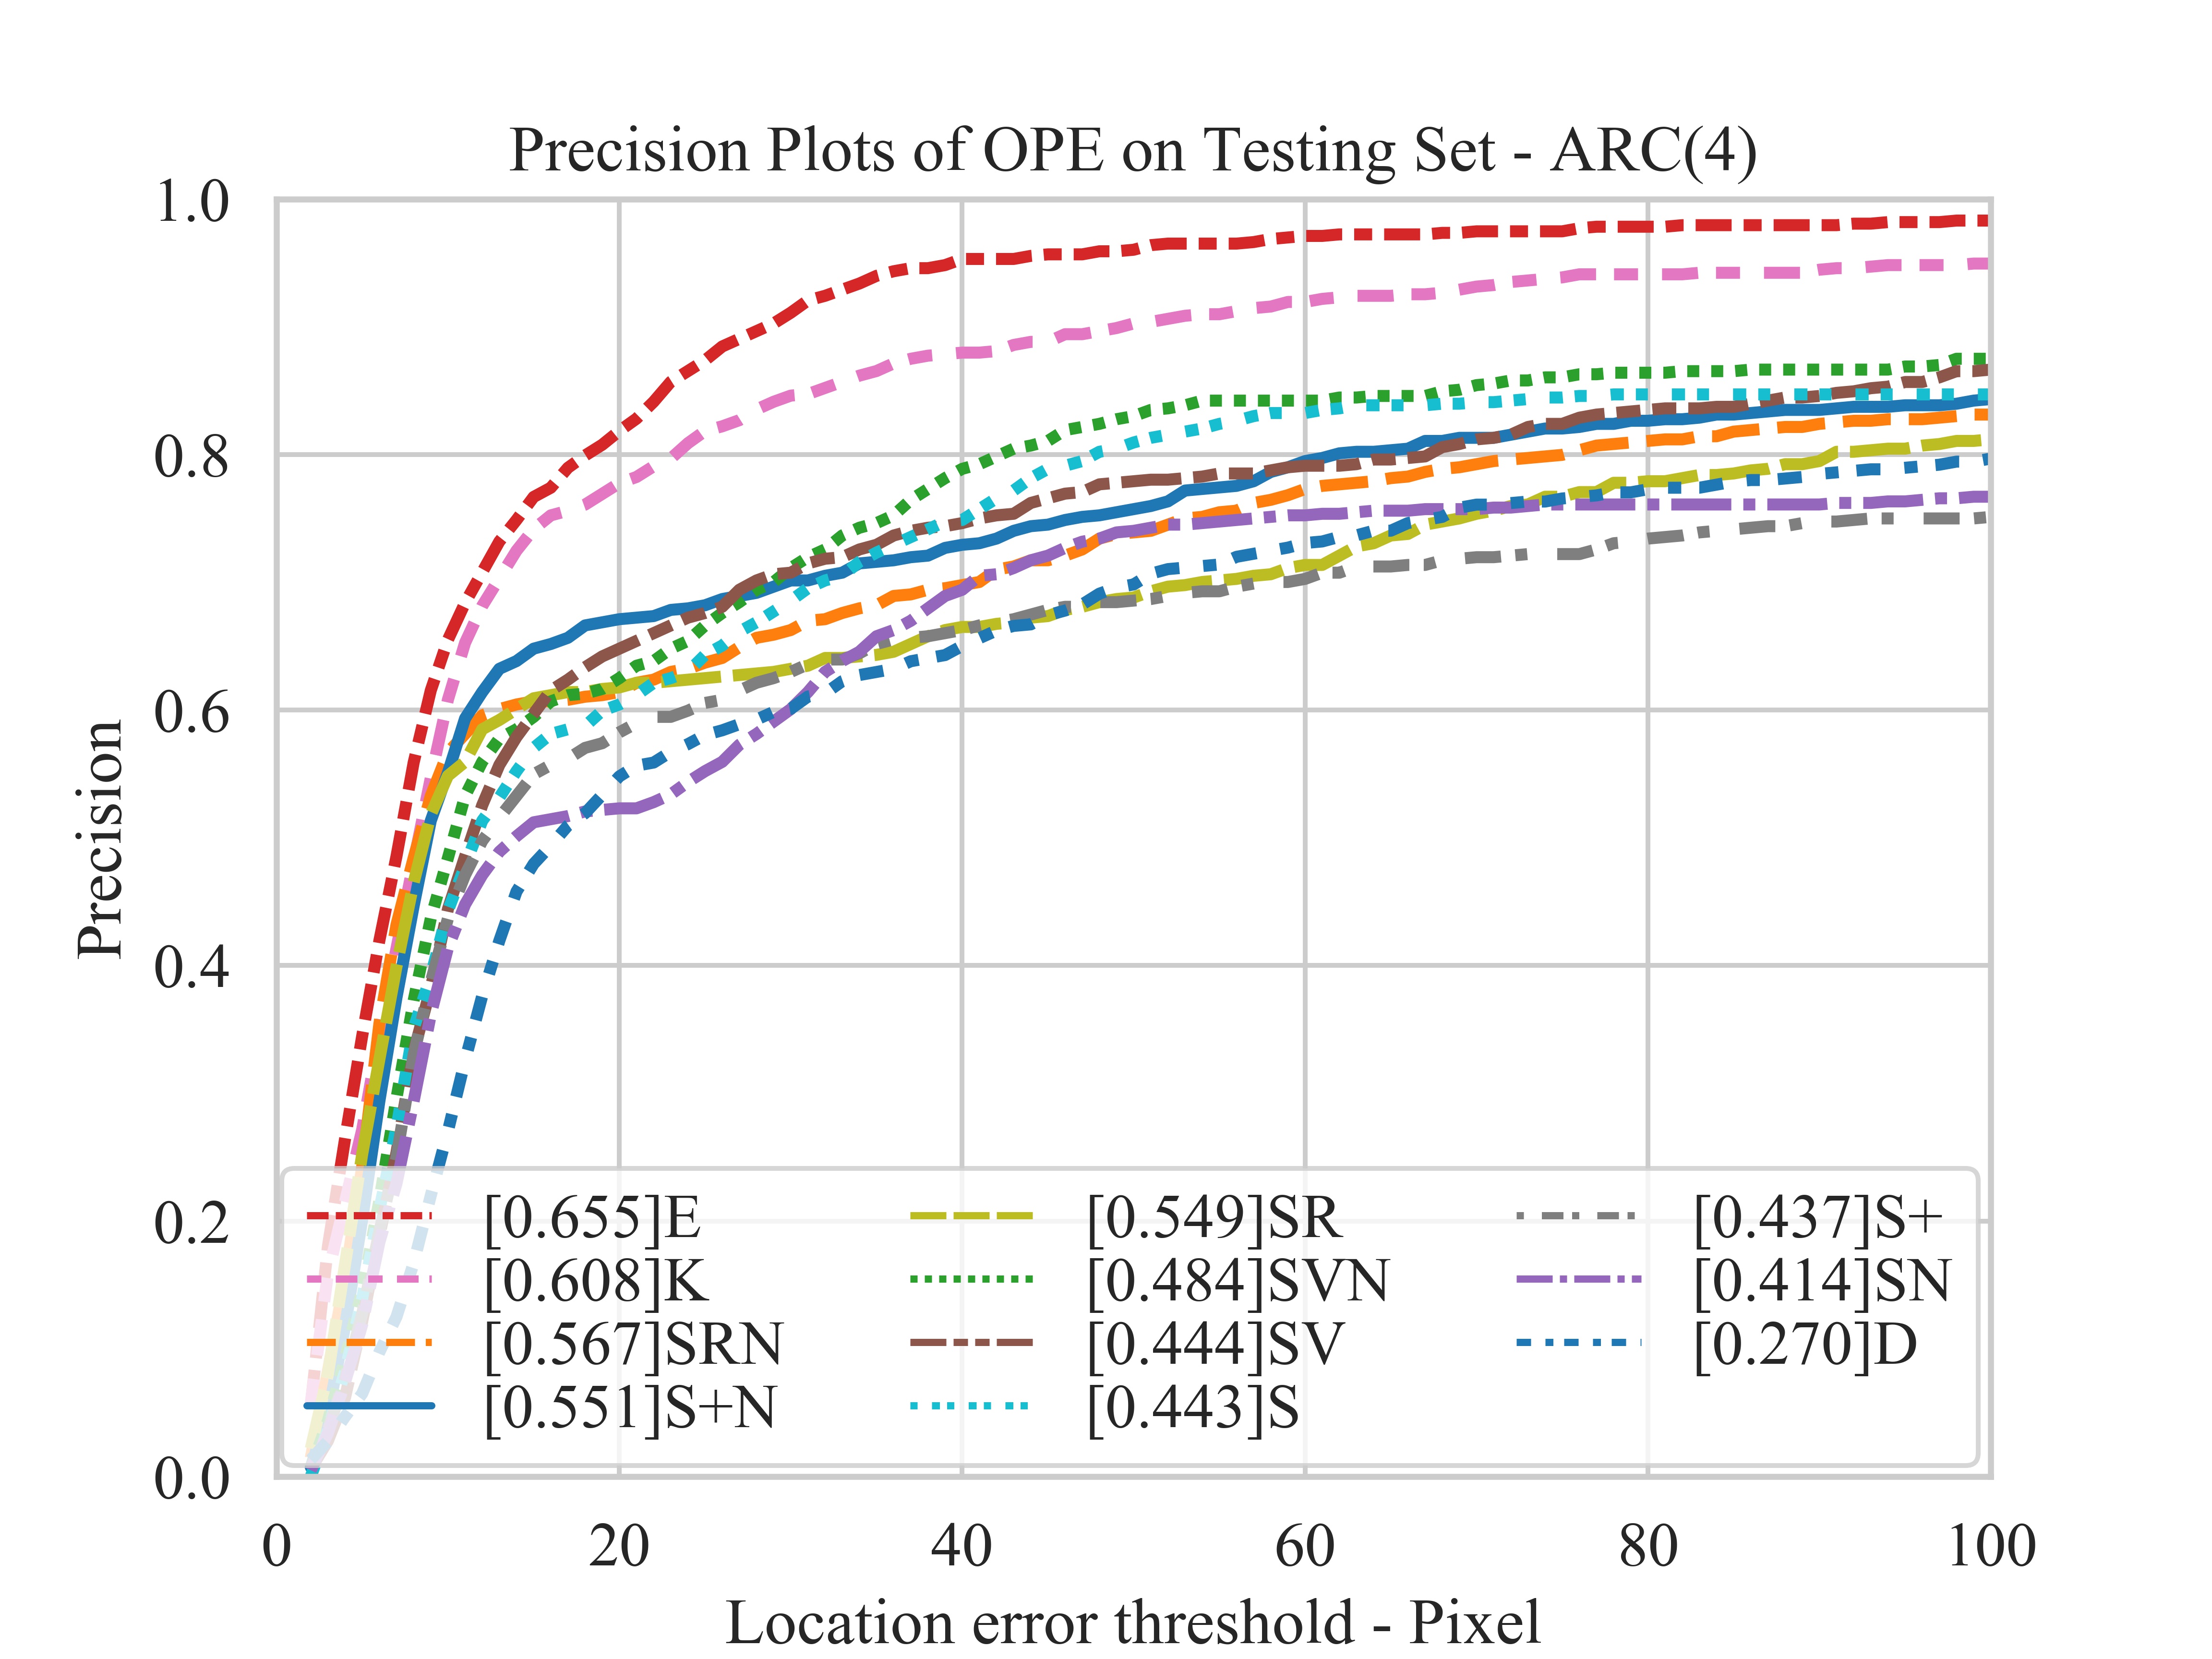 Precision Plots of OPE on Testing Set - ARC(4)
1.0
0.8
0.6
0.4
0.2
0.0
Precision
[0.655]E
[0.608]K
[0.567]SRN
[0.551]S+N
[0.549]SR
[0.484]SVN
[0.444]SV
[0.443]S
[0.437]S+
[0.414]SN
[0.270]D
0 20 40 60 80 100
Location error threshold - Pixel